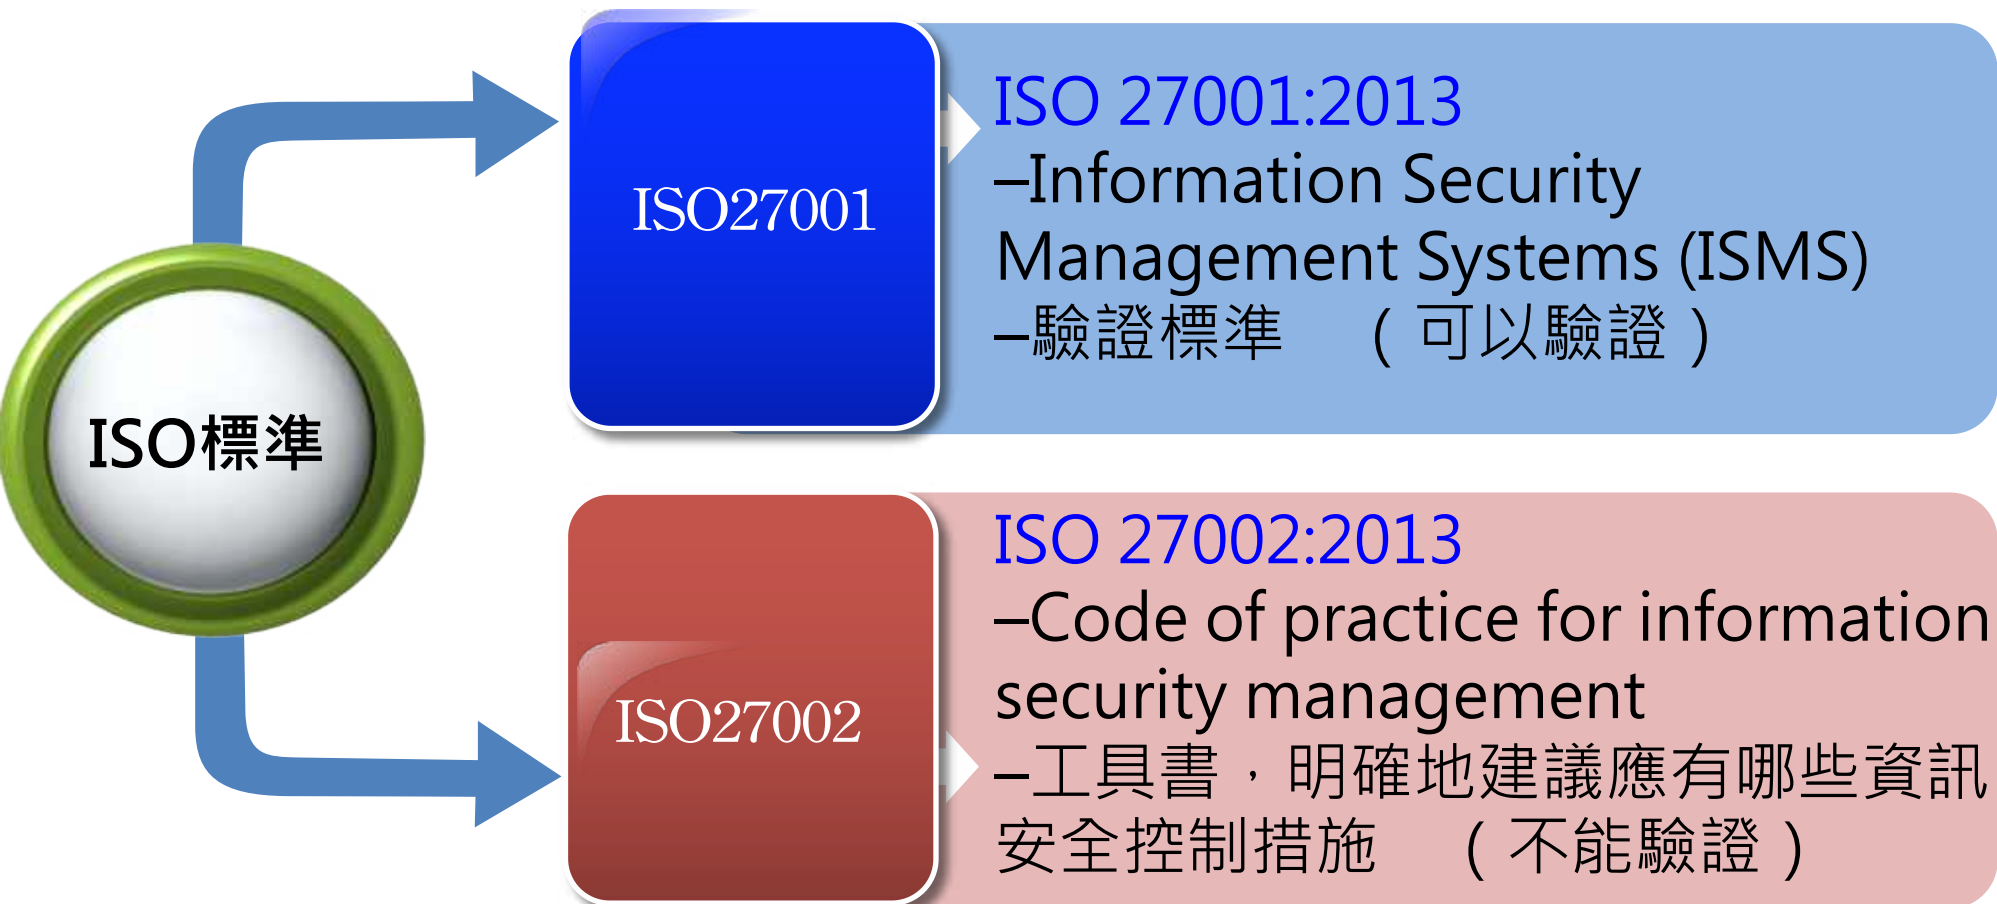 ISO標準
ISO27001
ISO 27001:2013
–Information Security
Management Systems (ISMS)
–驗證標準 （可以驗證）
ISO27002
ISO 27002:2013
–Code of practice for information
security management
–工具書，明確地建議應有哪些資訊
安全控制措施 （不能驗證）